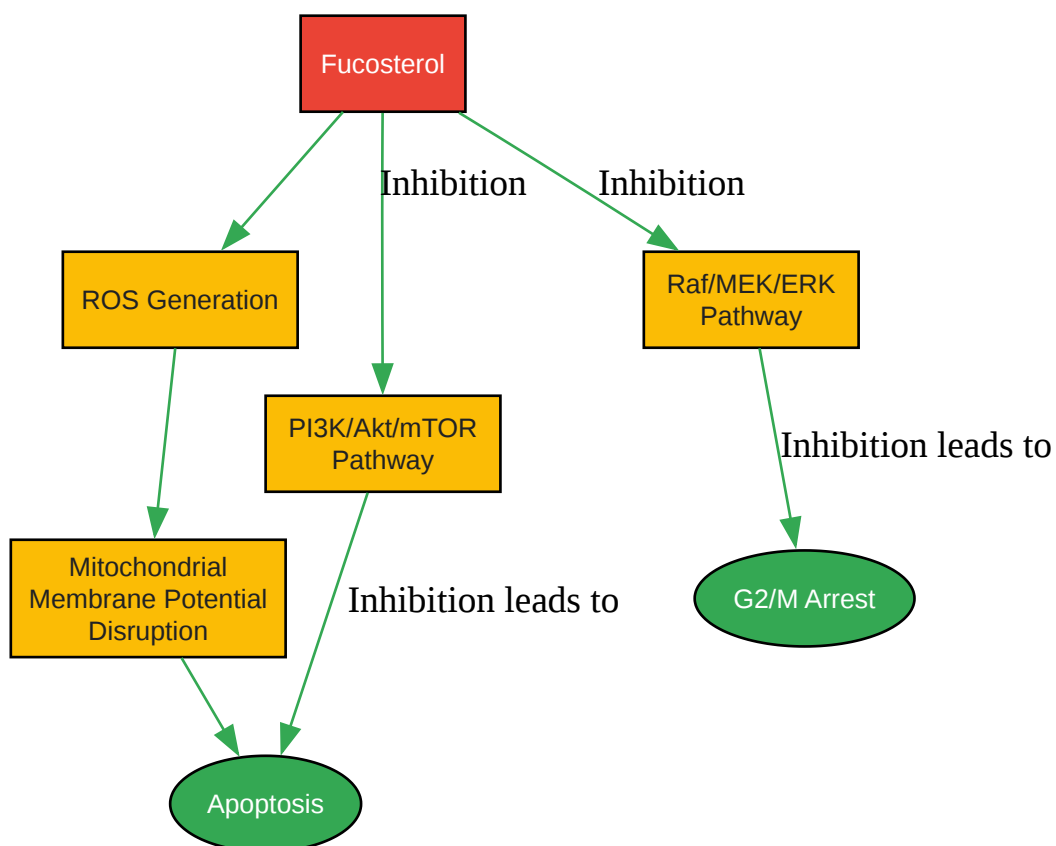 Fucosterol
Inhibition
Inhibition
ROS Generation
Raf/MEK/ERK
Pathway
PI3K/Akt/mTOR
Pathway
Inhibition leads to
Mitochondrial
Membrane Potential
Disruption
Inhibition leads to
G2/M Arrest
Apoptosis